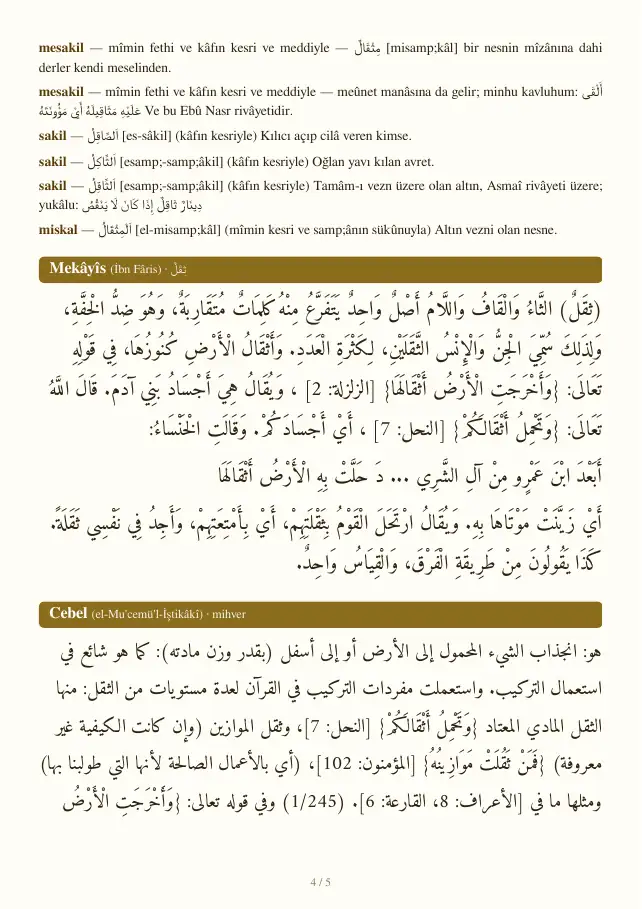 mesakil — mîmin fethi ve kâfın kesri ve meddiyle — مِثْقَالٌ [misamp;kâl] bir nesnin mîzânına dahi
derler kendi meselinden.
mesakil — mîmin fethi ve kâfın kesri ve meddiyle — meûnet manâsına da gelir; minhu kavluhum: أَلْقَى
عَلَيْهِ مَثَاقِيلَهُ أَيْ مَؤُونَتَهُ Ve bu Ebû Nasr rivâyetidir.
sakil — اَلصَّاقِلُ [es-sâkil] (kâfın kesriyle) Kılıcı açıp cilâ veren kimse.
sakil — اَلثَّاكِلُ [esamp;-samp;âkil] (kâfın kesriyle) Oğlan yavı kılan avret.
sakil — اَلثَّاقِلُ [esamp;-samp;âkil] (kâfın kesriyle) Tamâm-ı vezn üzere olan altın, Asmaî rivâyeti üzere;
yukâlu: دِينَارٌ ثَاقِلٌ إِذَا كَانَ لَا يَنْقُصُ
miskal — اَلْمِثْقَالُ [el-misamp;kâl] (mîmin kesri ve samp;ânın sükûnuyla) Altın vezni olan nesne.
Mekâyîs (İbn Fâris) · ثِقَلٌ
(ثِقَلٌ) الثَّاءُ وَالْقَافُ وَاللَّامُ أَصْلٌ وَاحِدٌ يَتَفَرَّعُ مِنْهُ كَلِمَاتٌ مُتَقَارِبَةٌ، وَهُوَ ضِدُّ الْخِفَّةِ،
وَلِذَلِكَ سُمِّيَ الْجِنُّ وَالْإِنْسُ الثَّقَلَيْنِ، لِكَثْرَةِ الْعَدَدِ. وَأَثْقَالُ الْأَرْضِ كُنُوزُهَا، فِي قَوْلِهِ
تَعَالَى: {وَأَخْرَجَتِ الْأَرْضُ أَثْقَالَهَا} [الزلزلة: 2] ، وَيُقَالُ هِيَ أَجْسَادُ بَنِي آدَمَ. قَالَ اللَّهُ
تَعَالَى: {وَتَحْمِلُ أَثْقَالَكُمْ} [النحل: 7] ، أَيْ أَجْسَادَكُمْ. وَقَالَتِ الْخَنْسَاءُ:
أَبَعْدَ ابْنَ عَمْرٍو مِنْ آلِ الشَّرِي ... دَ حَلَّتْ بِهِ الْأَرْضُ أَثْقَالَهَا
أَيْ زَيَّنَتْ مَوْتَاهَا بِهِ. وَيُقَالُ ارْتَحَلَ الْقَوْمُ بِثَقَلَتِهِمْ، أَيْ بِأَمْتِعَتِهِمْ، وَأَجِدُ فِي نَفْسِي ثَقَلَةً.
كَذَا يَقُولُونَ مِنْ طَرِيقَةِ الْفَرْقِ، وَالْقِيَاسُ وَاحِدٌ.
Cebel (el-Mu'cemü'l-İştikâkî) · mihver
هو: انجذاب الشيء المحمول إلى الأرض أو إلى أسفل (بقدر وزن مادته): كما هو شائع في
استعمال التركيب. واستعملت مفردات التركيب في القرآن لعدة مستويات من الثقل: منها
الثقل المادي المعتاد {وَتَحْمِلُ أَثْقَالَكُمْ} [النحل: 7]، وثقل الموازين (وإن كانت الكيفية غير
معروفة) {فَمَنْ ثَقُلَتْ مَوَازِينُهُ} [المؤمنون: 102]، (أي بالأعمال الصالحة لأنها التي طولبنا بها)
ومثلها ما في [الأعراف: 8، القارعة: 6]. (1/245) وفي قوله تعالى: {وَأَخْرَجَتِ الْأَرْضُ
4 / 5